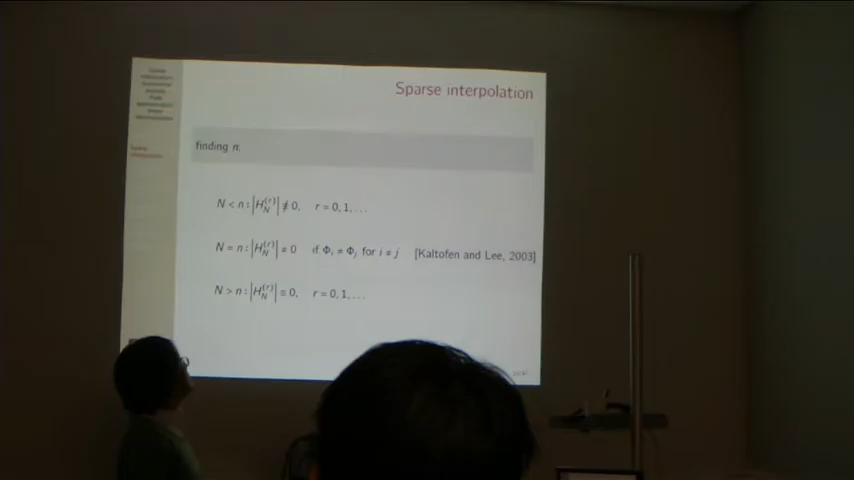 Sparse interpolation
finding n:
N < n : |H_N^(r)| ≢ 0, r = 0, 1, . . .
N = n : |H_N^(r)| ≠ 0 if Φ_i ≠ Φ_j for i ≠ j [Kaltofen and Lee, 2003]
N > n : |H_N^(r)| ≡ 0, r = 0, 1, . . .